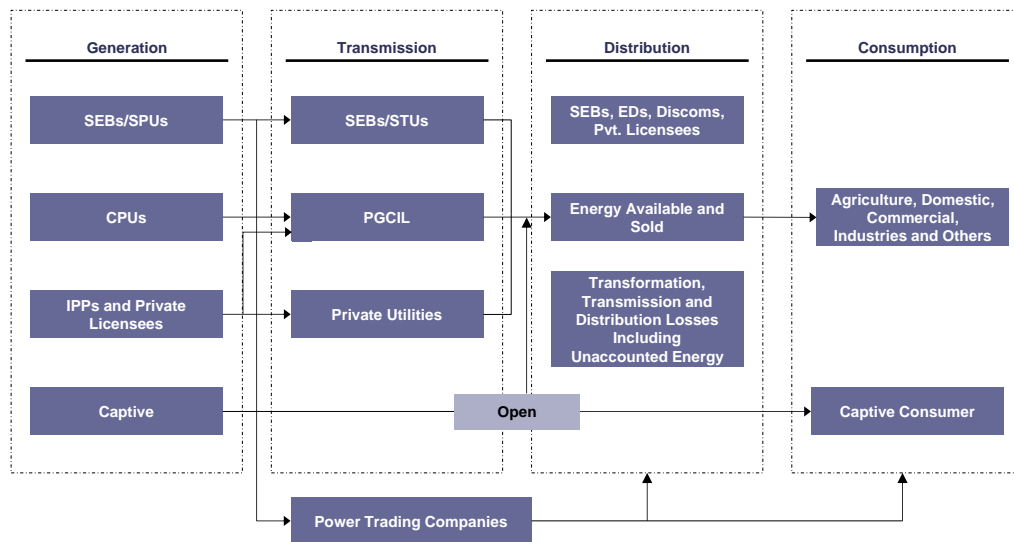 Generation
Transmission
Distribution
Consumption
SEBs/SPUs
SEBs/STUs
SEBs, EDs, Discoms,
Pvt. Licensees
CPUs
PGCIL
Energy Available and
Sold
Agriculture, Domestic,
Commercial,
Industries and Others
IPPs and Private
Licensees
Private Utilities
Transformation,
Transmission and
Distribution Losses
Including
Unaccounted Energy
Captive
Open
Captive Consumer
Power Trading Companies